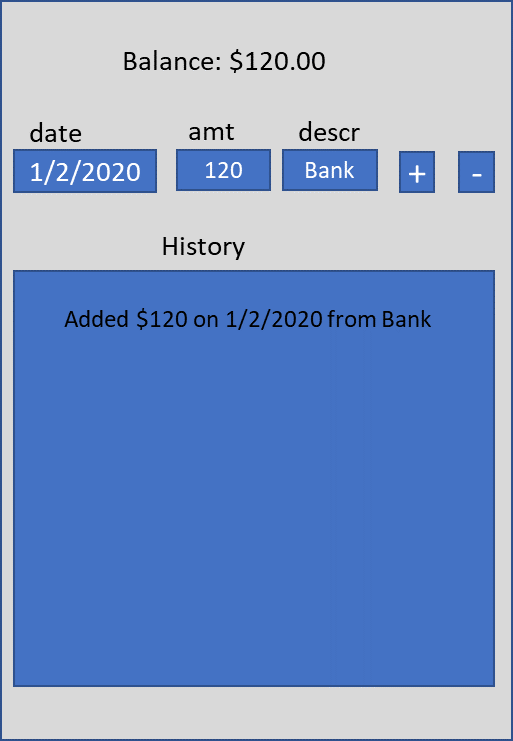 Balance: $120.00
date amt descr
1/2/2020 120 Bank + -
History
Added $120 on 1/2/2020 from Bank